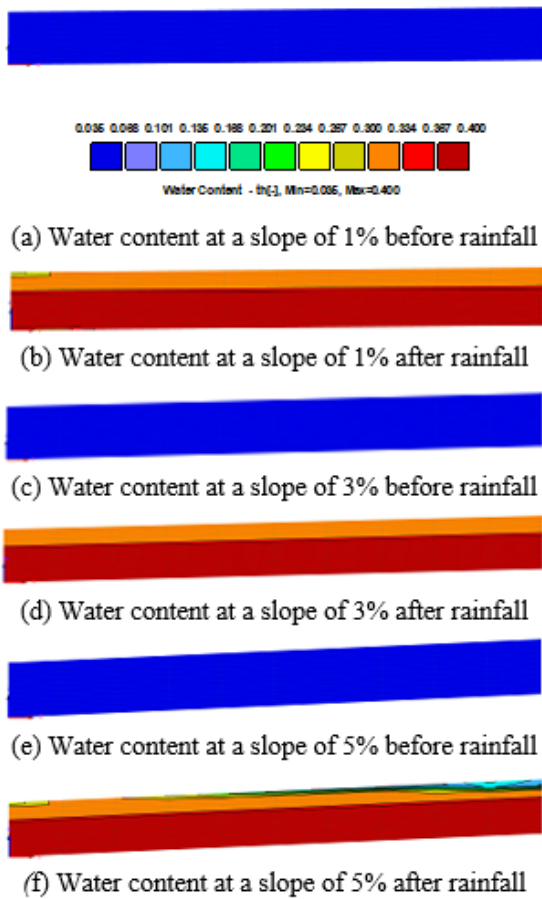 0.035 0.068 0.101 0.135 0.168 0.201 0.234 0.267 0.300 0.334 0.367 0.400
Water Content - th[-], Min=0.035, Max=0.400
(a) Water content at a slope of 1% before rainfall
(b) Water content at a slope of 1% after rainfall
(c) Water content at a slope of 3% before rainfall
(d) Water content at a slope of 3% after rainfall
(e) Water content at a slope of 5% before rainfall
(f) Water content at a slope of 5% after rainfall